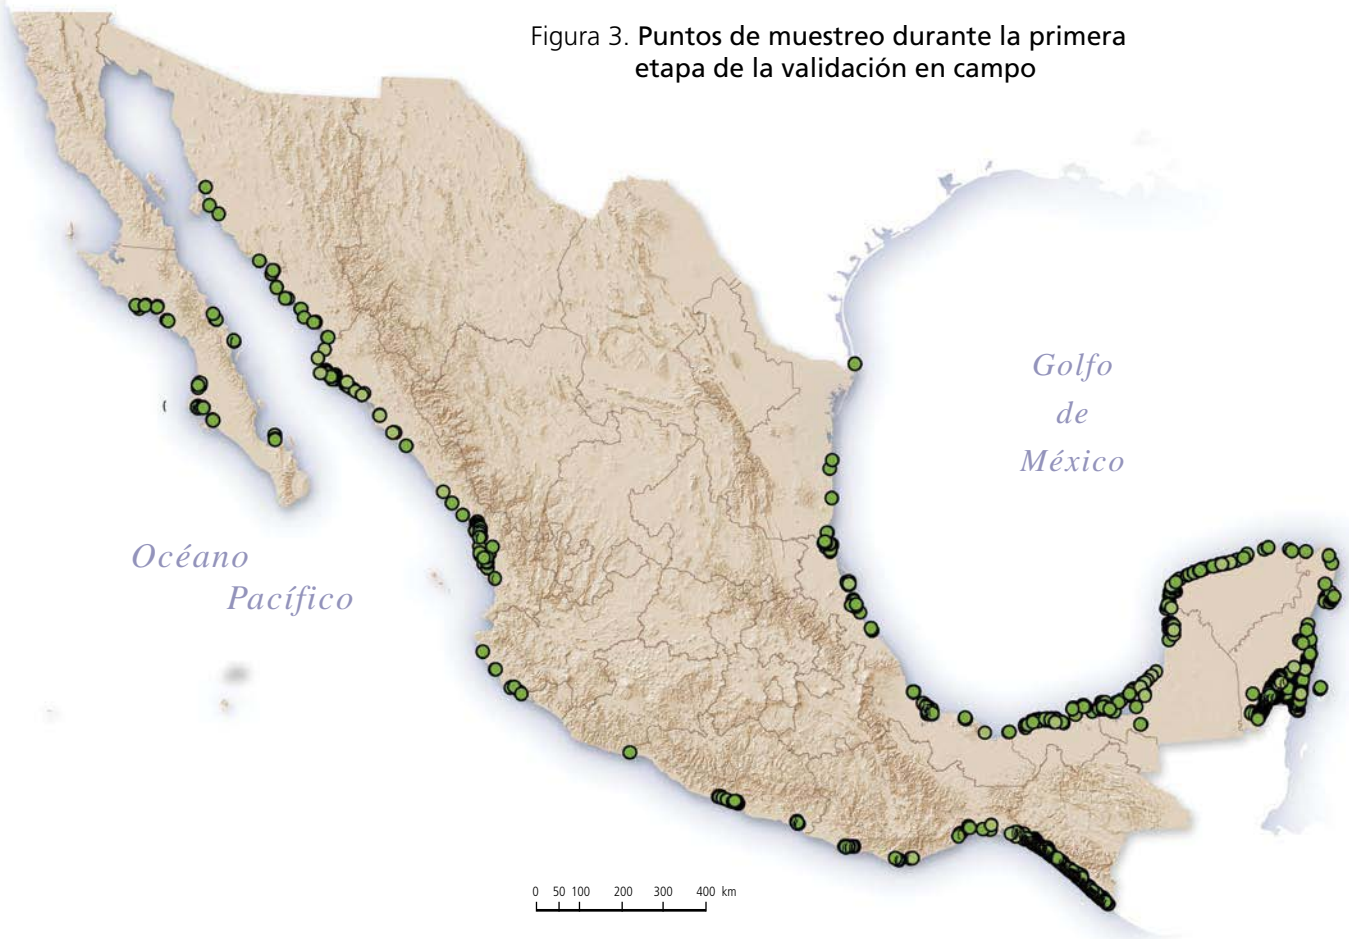 Figura 3. Puntos de muestreo durante la primera
etapa de la validación en campo
Golfo
de
México
Océano
Pacífico
0 50 100 200 300 400 km